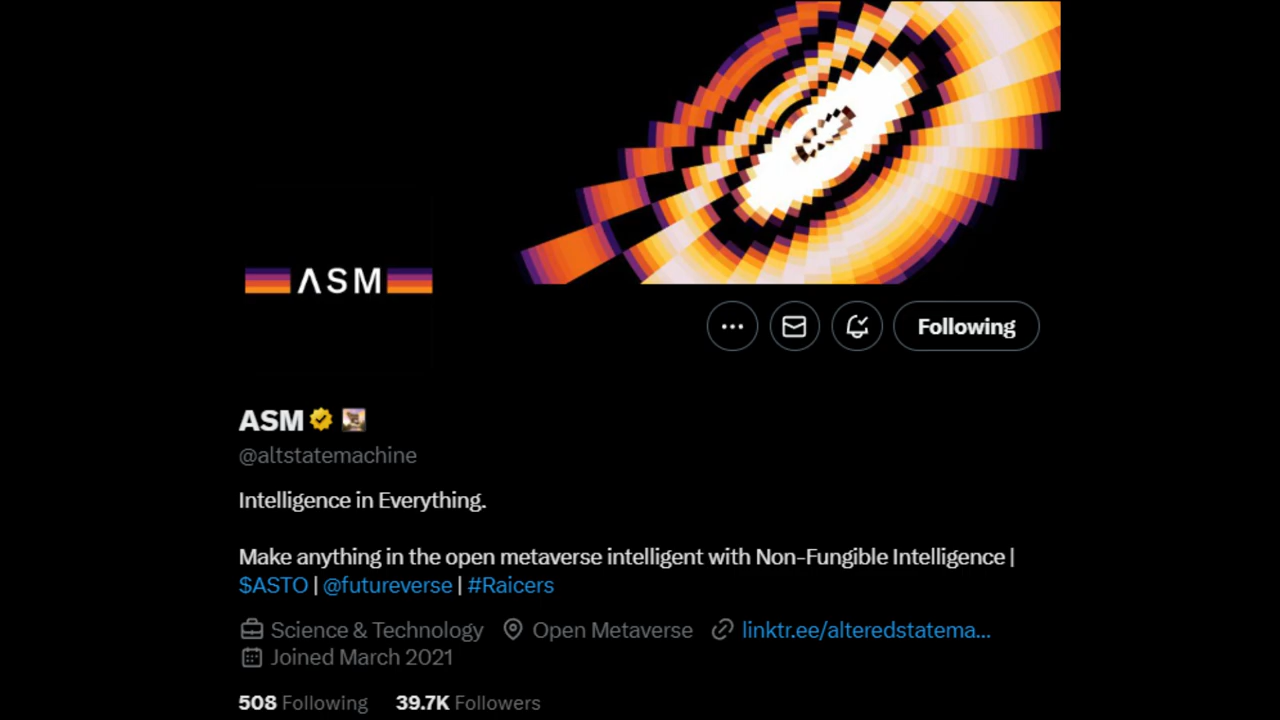 ΛSM
Following
ASM
@altstatemachine
Intelligence in Everything.
Make anything in the open metaverse intelligent with Non-Fungible Intelligence |
$ASTO | @futureverse | #Raicers
Science & Technology Open Metaverse linktr.ee/alteredstatema...
Joined March 2021
508 Following 39.7K Followers